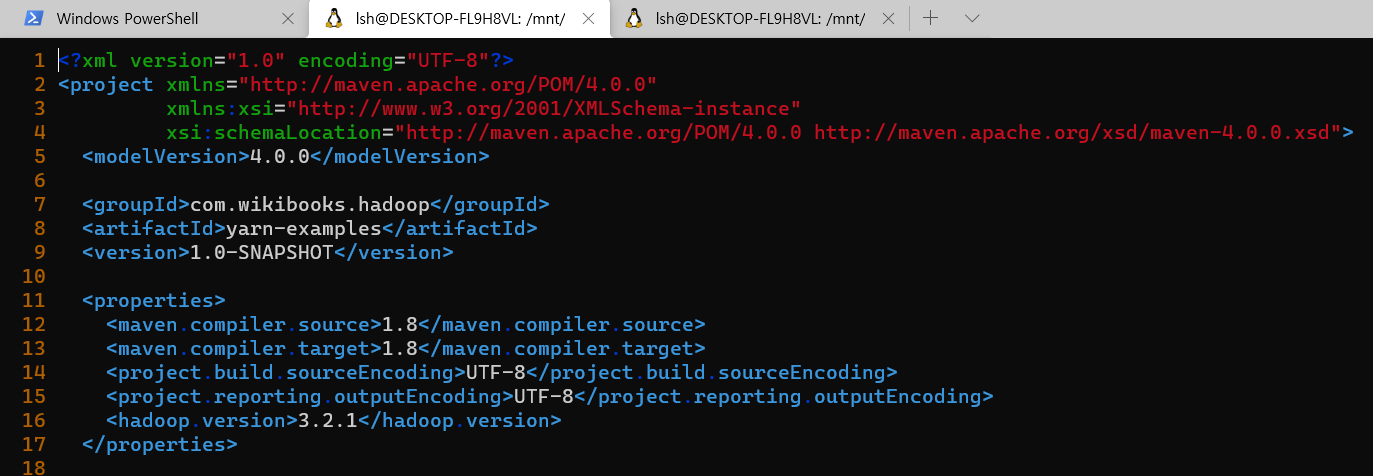 Windows PowerShell
lsh@DESKTOP-FL9H8VL: /mnt/
lsh@DESKTOP-FL9H8VL: /mnt/
1 <?xml version="1.0" encoding="UTF-8"?>
2 <project xmlns="http://maven.apache.org/POM/4.0.0"
3          xmlns:xsi="http://www.w3.org/2001/XMLSchema-instance"
4          xsi:schemaLocation="http://maven.apache.org/POM/4.0.0 http://maven.apache.org/xsd/maven-4.0.0.xsd">
5   <modelVersion>4.0.0</modelVersion>
6
7   <groupId>com.wikibooks.hadoop</groupId>
8   <artifactId>yarn-examples</artifactId>
9   <version>1.0-SNAPSHOT</version>
10
11   <properties>
12     <maven.compiler.source>1.8</maven.compiler.source>
13     <maven.compiler.target>1.8</maven.compiler.target>
14     <project.build.sourceEncoding>UTF-8</project.build.sourceEncoding>
15     <project.reporting.outputEncoding>UTF-8</project.reporting.outputEncoding>
16     <hadoop.version>3.2.1</hadoop.version>
17   </properties>
18